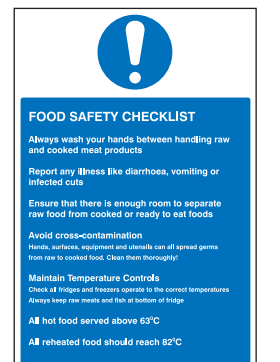 FOOD SAFETY CHECKLIST
Always wash your hands between handling raw
and cooked meat products
Report any illness like diarrhoea, vomiting or
infected cuts
Ensure that there is enough room to separate
raw food from cooked or ready to eat foods
Avoid cross-contamination
Hands, surfaces, equipment and utensils can all spread germs
from raw to cooked food. Clean them thoroughly!
Maintain Temperature Controls
Check all fridges and freezers operate to the correct temperatures
Always keep raw meats and fish at bottom of fridge
All hot food served above 63°C
All reheated food should reach 82°C